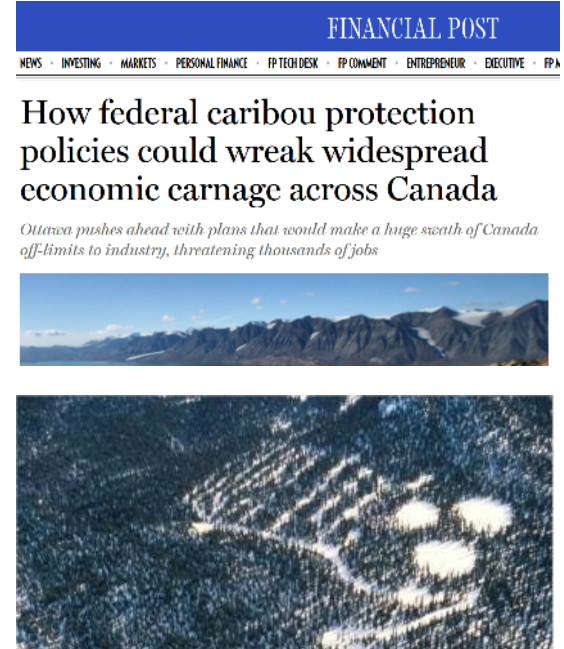 FINANCIAL POST
NEWS · INVESTING · MARKETS · PERSONAL FINANCE · FP TECH DESK · FP COMMENT · ENTREPRENEUR · EXECUTIVE · FP M
How federal caribou protection
policies could wreak widespread
economic carnage across Canada
Ottawa pushes ahead with plans that would make a huge swath of Canada
off-limits to industry, threatening thousands of jobs